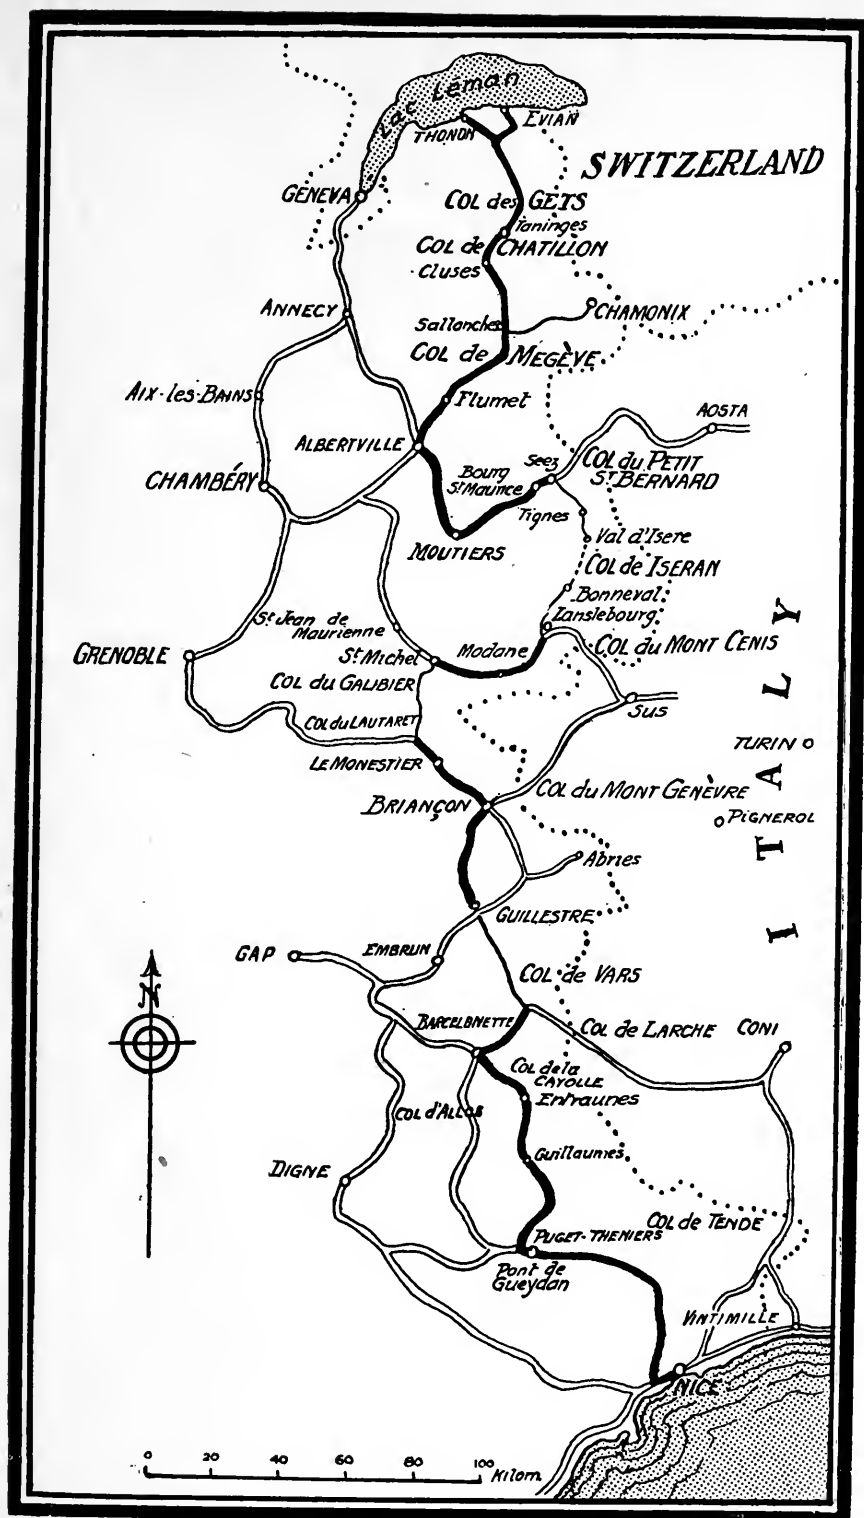 Lac Léman
EVIAN
THONON
SWITZERLAND
GENEVA
COL des GETS
Taninges
COL de CHATILLON
Cluses
ANNECY
CHAMONIX
Sallanches
COL de MEGÈVE
AIX-les-BAINS
Flumet
AOSTA
ALBERTVILLE
Seez
COL du PETIT
ST BERNARD
CHAMBÉRY
Bourg
St Maurice
Tignes
MOUTIERS
Val d'Isere
COL de ISERAN
Bonneval
Lanslebourg
St Jean de
Maurienne
GRENOBLE
St Michel
Modane
COL du MONT CENIS
COL du GALIBIER
SUS
COL du LAUTARET
TURIN
LE MONESTIER
COL du MONT GENÈVRE
BRIANÇON
PIGNEROL
ITALY
Abries
GUILLESTRE
GAP
EMBRUN
N
COL de VARS
BARCELONETTE
COL de LARCHE
CONI
COL de la
CAYOLLE
Entraunes
COL d'ALLOS
Guillaumes
DIGNE
COL de TENDE
PUGET-THENIERS
Pont de
Gueydan
VINTIMILLE
NICE
0 20 40 60 80 100
Kilom.